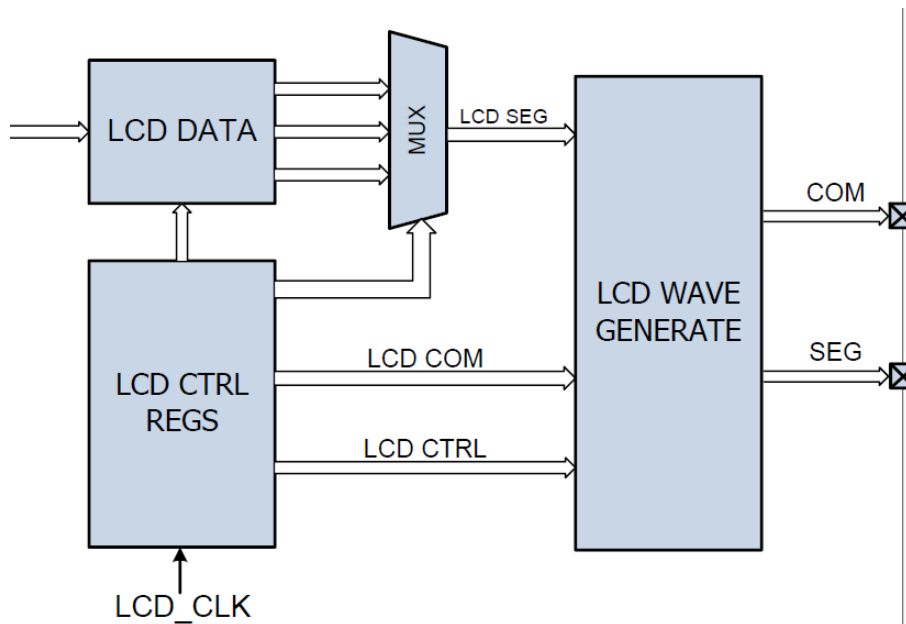 LCD DATA
MUX
LCD SEG
COM
LCD WAVE
GENERATE
SEG
LCD CTRL
REGS
LCD COM
LCD CTRL
LCD_CLK